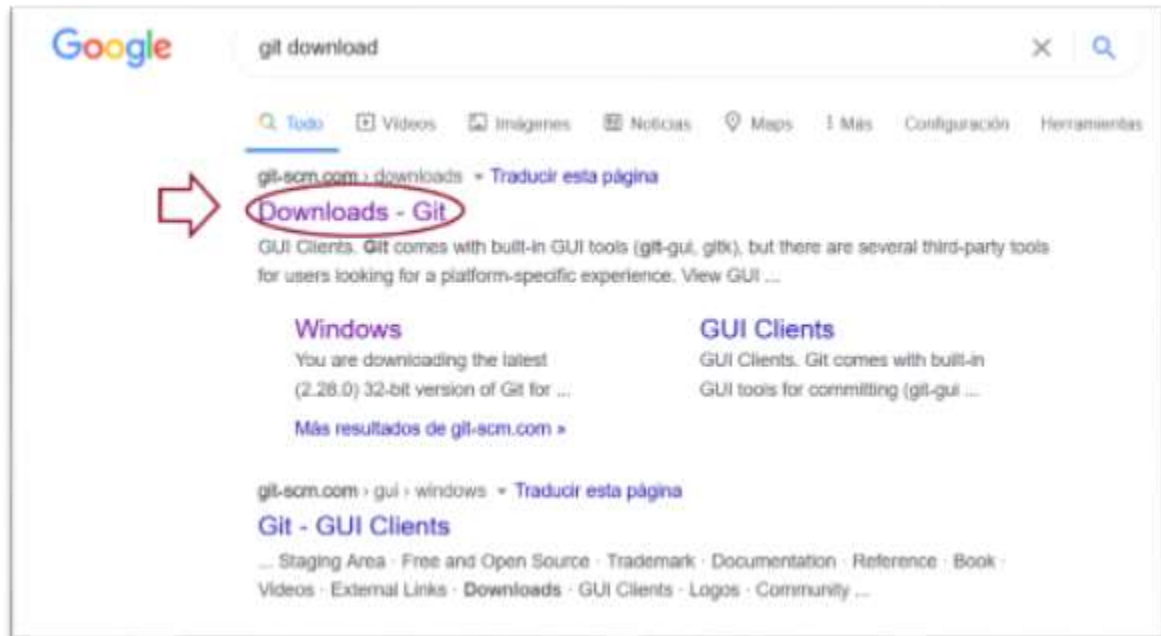 Google
git download
Todo Vídeos Imágenes Noticias Maps Más Configuración Herramientas
git-scm.com › downloads Traducir esta página
Downloads - Git
GUI Clients. Git comes with built-in GUI tools (git-gui, gitk), but there are several third-party tools
for users looking for a platform-specific experience. View GUI ...
Windows
You are downloading the latest
(2.28.0) 32-bit version of Git for ...
GUI Clients
GUI Clients. Git comes with built-in
GUI tools for committing (git-gui ...
Más resultados de git-scm.com »
git-scm.com › gui › windows Traducir esta página
Git - GUI Clients
... Staging Area · Free and Open Source · Trademark · Documentation · Reference · Book ·
Videos · External Links · Downloads · GUI Clients · Logos · Community ...